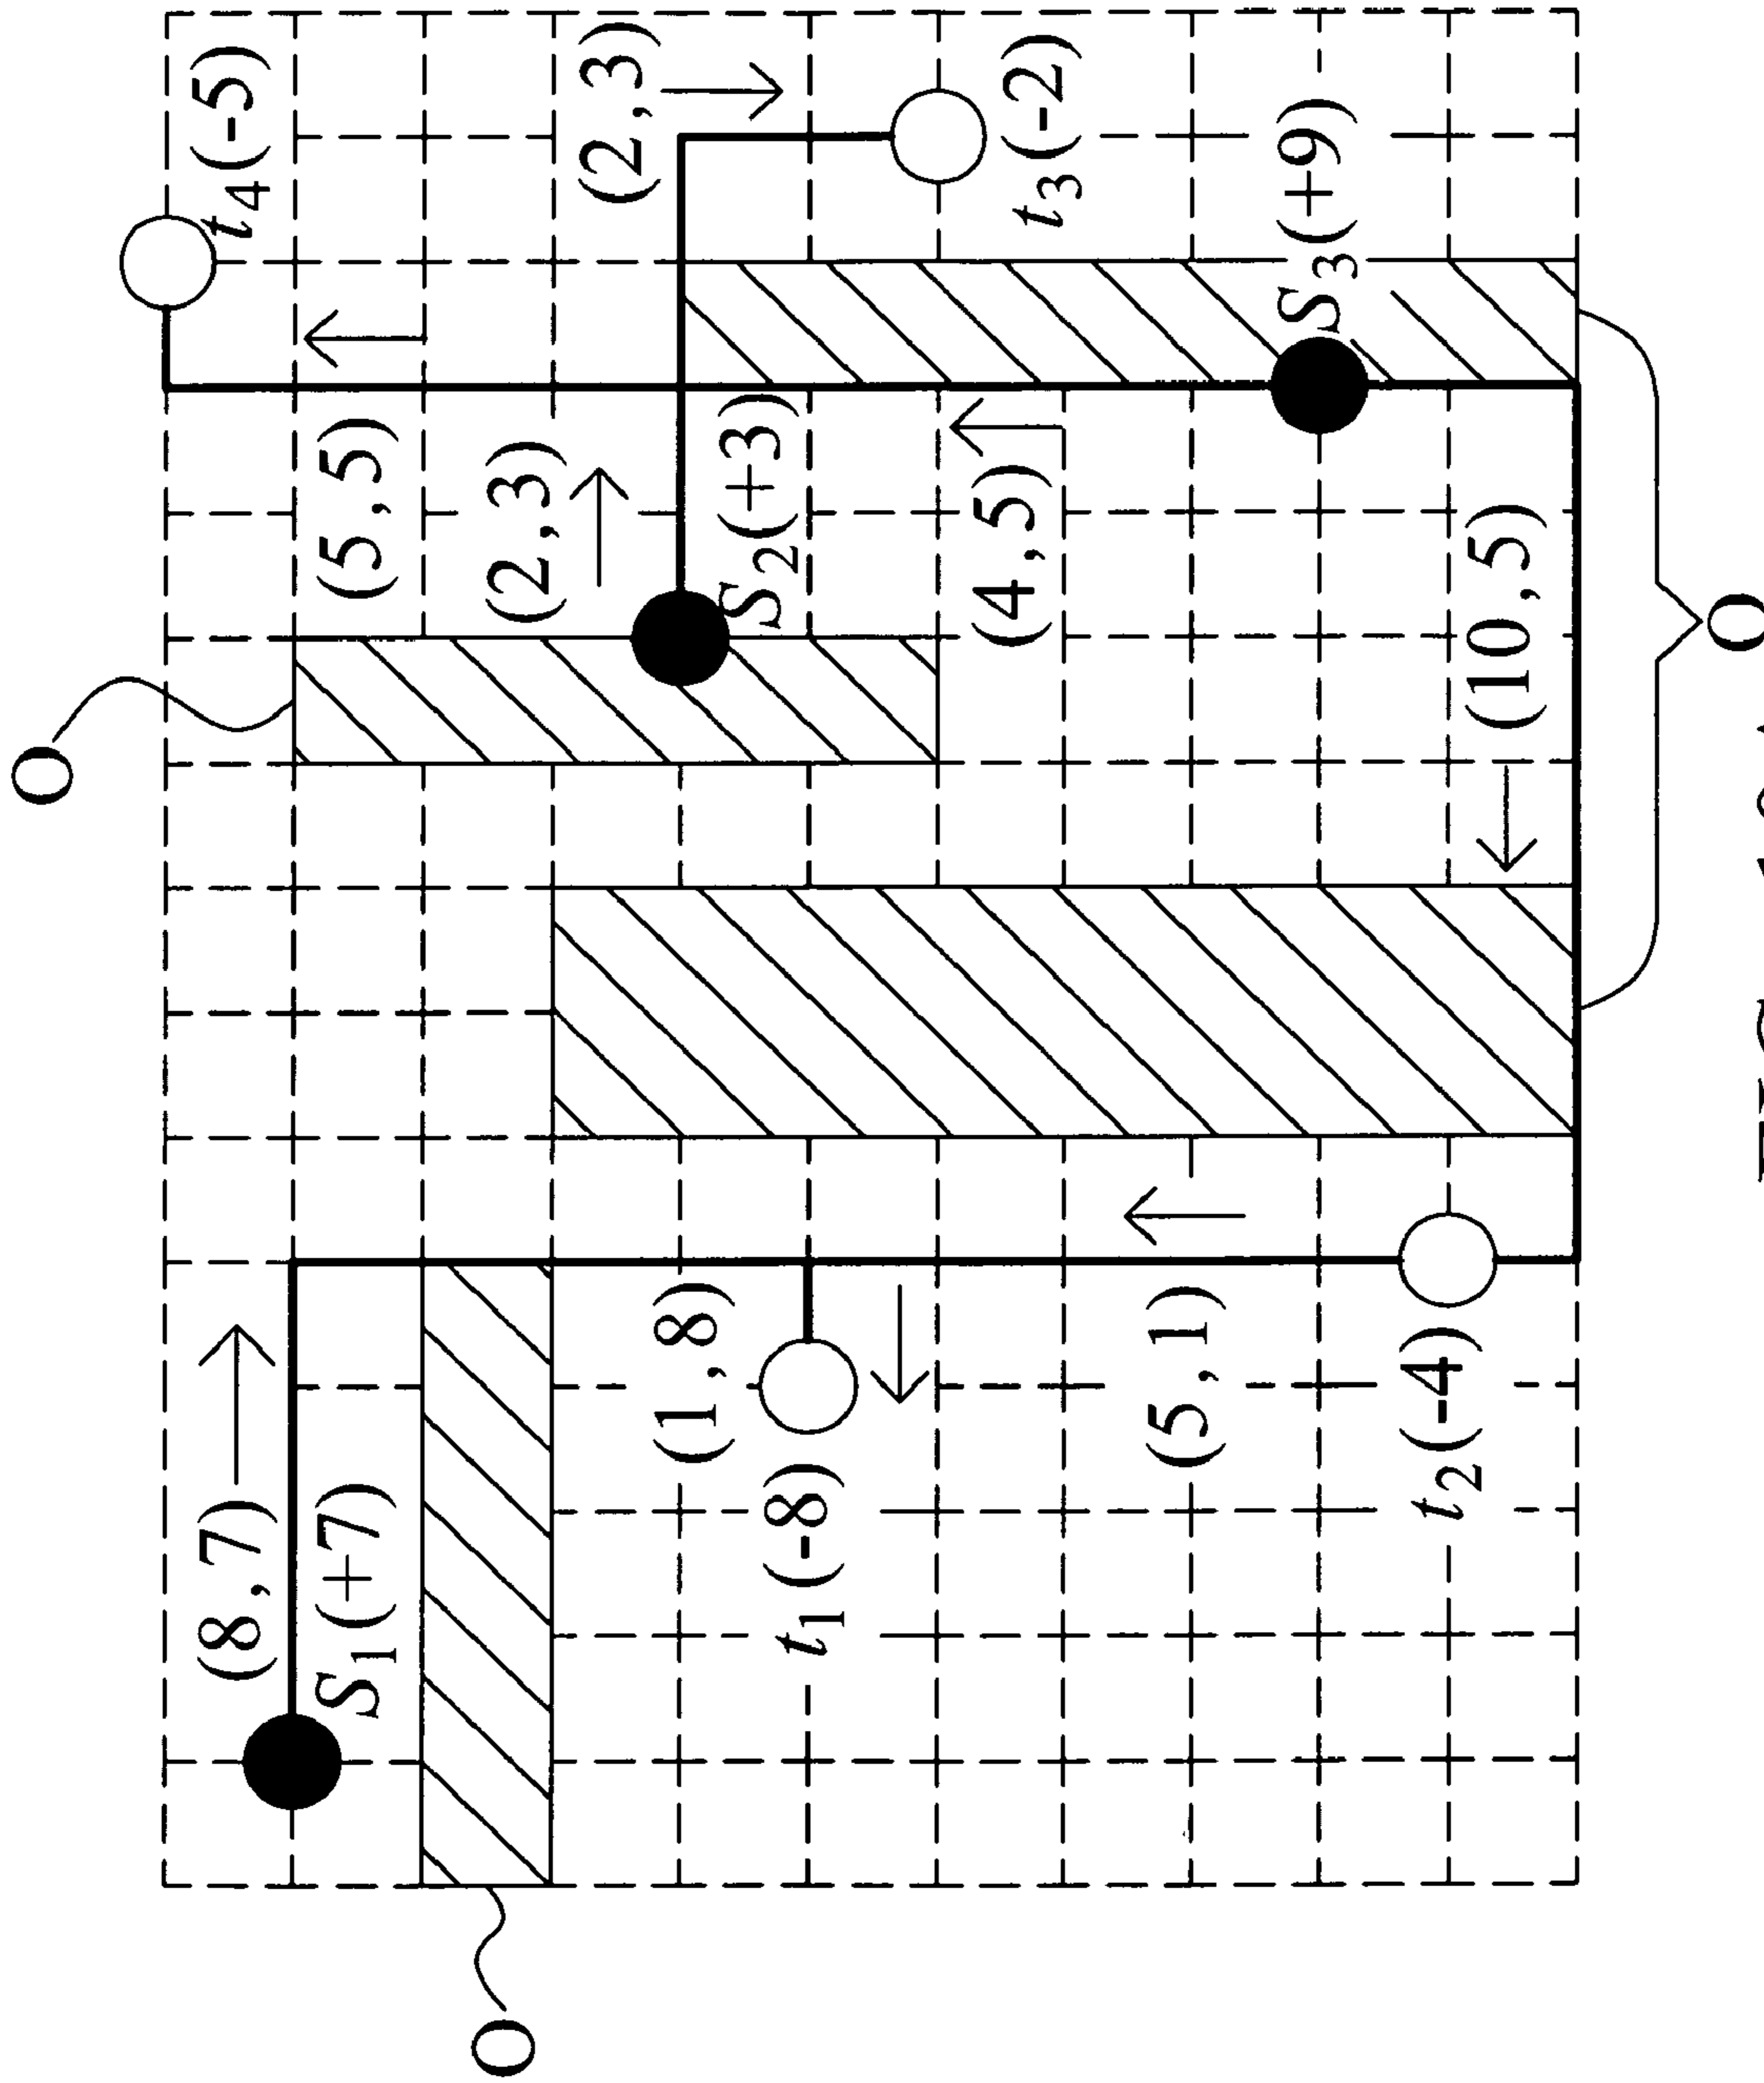 O
(8,7)
t4(-5)
S1(+7)
(5,5)
O
(2,3)
(2,3)
(1,8)
S2(+3)
t1(-8)
(4,5)
t3(-2)
(5,1)
S3(+9)
t2(-4)
(10,5)
O